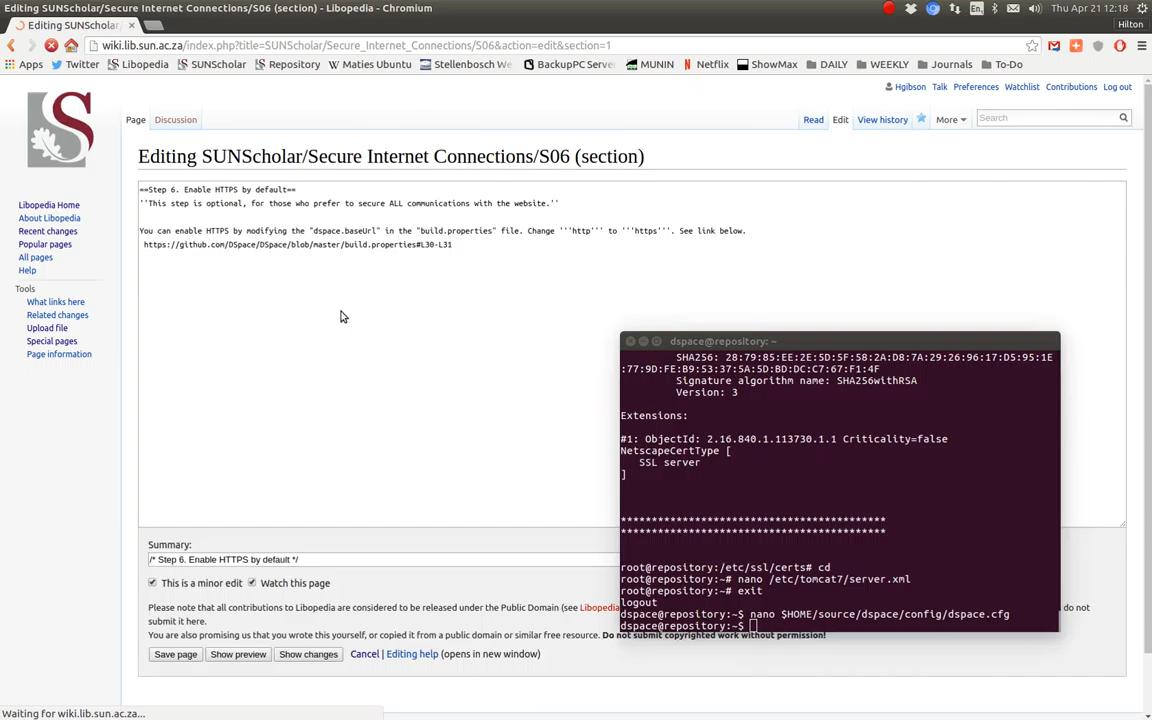 Editing SUNScholar/Secure Internet Connections/S06 (section) - Libopedia - Chromium
En
Thu Apr 21 12:18
Editing SUNScholar/
Hilton
wiki.lib.sun.ac.za/index.php?title=SUNScholar/Secure_Internet_Connections/S06&action=edit&section=1
Apps Twitter Libopedia SUNScholar Repository Maties Ubuntu Stellenbosch We BackupPC Serve MUNIN Netflix ShowMax DAILY WEEKLY Journals To-Do
Hgibson Talk Preferences Watchlist Contributions Log out
Page Discussion Read Edit View history More Search
Editing SUNScholar/Secure Internet Connections/S06 (section)
==Step 6. Enable HTTPS by default==
''This step is optional, for those who prefer to secure ALL communications with the website.''
You can enable HTTPS by modifying the "dspace.baseUrl" in the "build.properties" file. Change '''http''' to '''https'''. See link below.
https://github.com/DSpace/DSpace/blob/master/build.properties#L30-L31
Libopedia Home
About Libopedia
Recent changes
Popular pages
All pages
Help
Tools
What links here
Related changes
Upload file
Special pages
Page information
dspace@repository: ~
SHA256: 28:79:85:EE:2E:5D:5F:58:2A:D8:7A:29:26:96:17:D5:95:1E
:77:9D:FE:B9:53:37:5A:5D:BD:DC:C7:67:F1:4F
Signature algorithm name: SHA256withRSA
Version: 3
Extensions:
#1: ObjectId: 2.16.840.1.113730.1.1 Criticality=false
NetscapeCertType [
SSL server
]
*******************************************
*******************************************
root@repository:/etc/ssl/certs# cd
root@repository:~# nano /etc/tomcat7/server.xml
root@repository:~# exit
logout
dspace@repository:~$ nano $HOME/source/dspace/config/dspace.cfg
dspace@repository:~$
Summary:
/* Step 6. Enable HTTPS by default */
This is a minor edit Watch this page
Please note that all contributions to Libopedia are considered to be released under the Public Domain (see Libopedia do not
submit it here.
You are also promising us that you wrote this yourself, or copied it from a public domain or similar free resource. Do not submit copyrighted work without permission!
Save page Show preview Show changes Cancel | Editing help (opens in new window)
Waiting for wiki.lib.sun.ac.za...